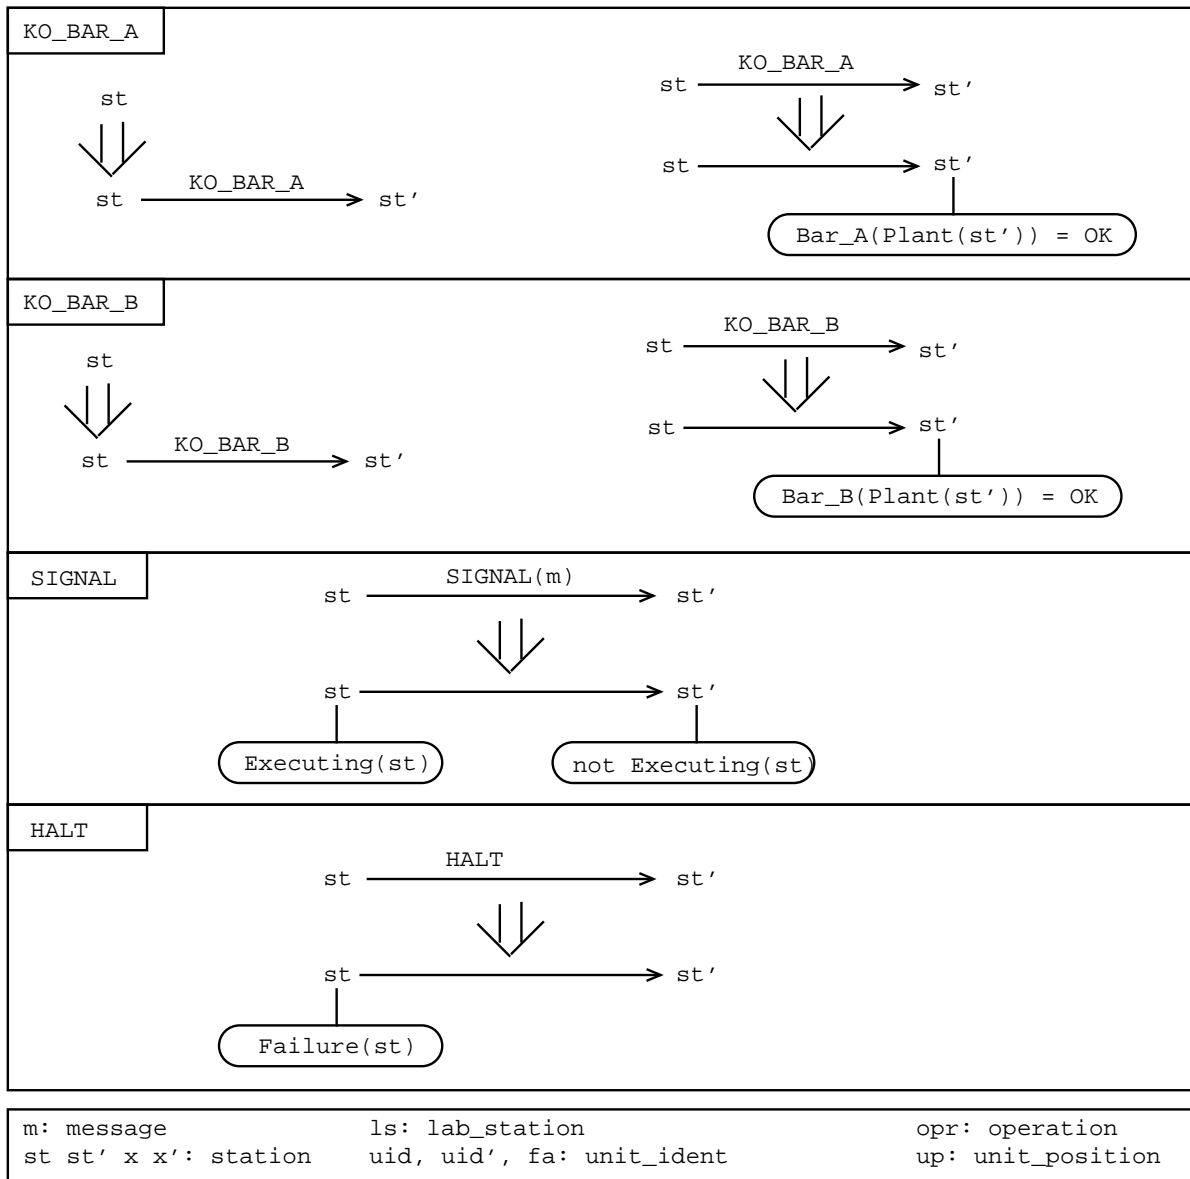 KO_BAR_A
st
st KO_BAR_A st′
KO_BAR_A
st st′
st st′
Bar_A(Plant(st′)) = OK
KO_BAR_B
st
st KO_BAR_B st′
KO_BAR_B
st st′
st st′
Bar_B(Plant(st′)) = OK
SIGNAL
SIGNAL(m)
st st′
st st′
Executing(st) not Executing(st)
HALT
HALT
st st′
st st′
Failure(st)
m: message ls: lab_station opr: operation
st st′ x x′: station uid, uid′, fa: unit_ident up: unit_position